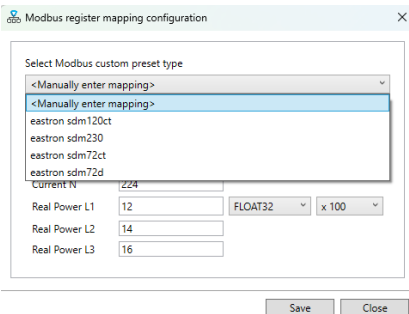 Modbus register mapping configuration
Select Modbus custom preset type
<Manually enter mapping>
<Manually enter mapping>
eastron sdm120ct
eastron sdm230
eastron sdm72ct
eastron sdm72d
Current N 224
Real Power L1 12 FLOAT32 x 100
Real Power L2 14
Real Power L3 16
Save Close